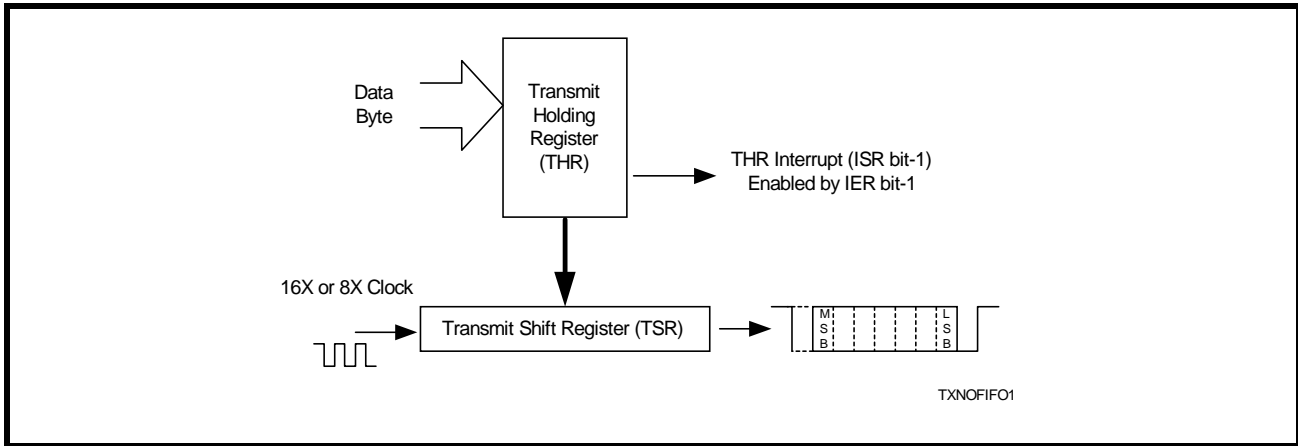 Data
Byte
Transmit
Holding
Register
(THR)
THR Interrupt (ISR bit-1)
Enabled by IER bit-1
16X or 8X Clock
Transmit Shift Register (TSR)
M
S
B
L
S
B
TXNOFIFO1